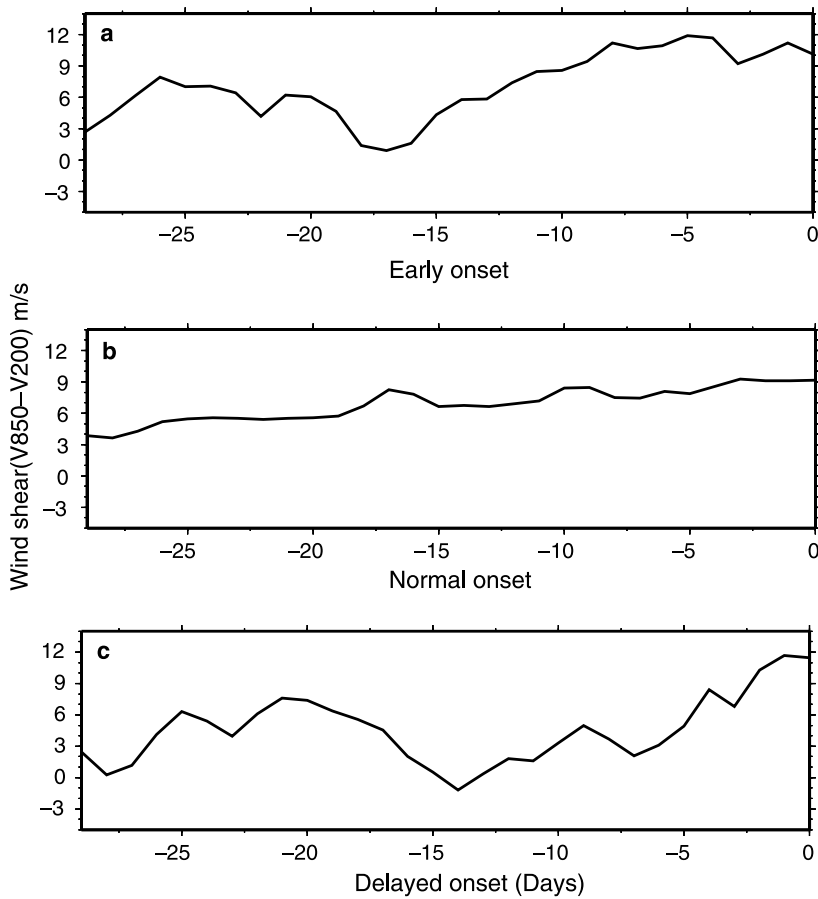 a
12
9
6
3
0
–3
–25 –20 –15 –10 –5 0
Early onset
Wind shear(V850–V200) m/s
b
12
9
6
3
0
–3
–25 –20 –15 –10 –5 0
Normal onset
c
12
9
6
3
0
–3
–25 –20 –15 –10 –5 0
Delayed onset (Days)